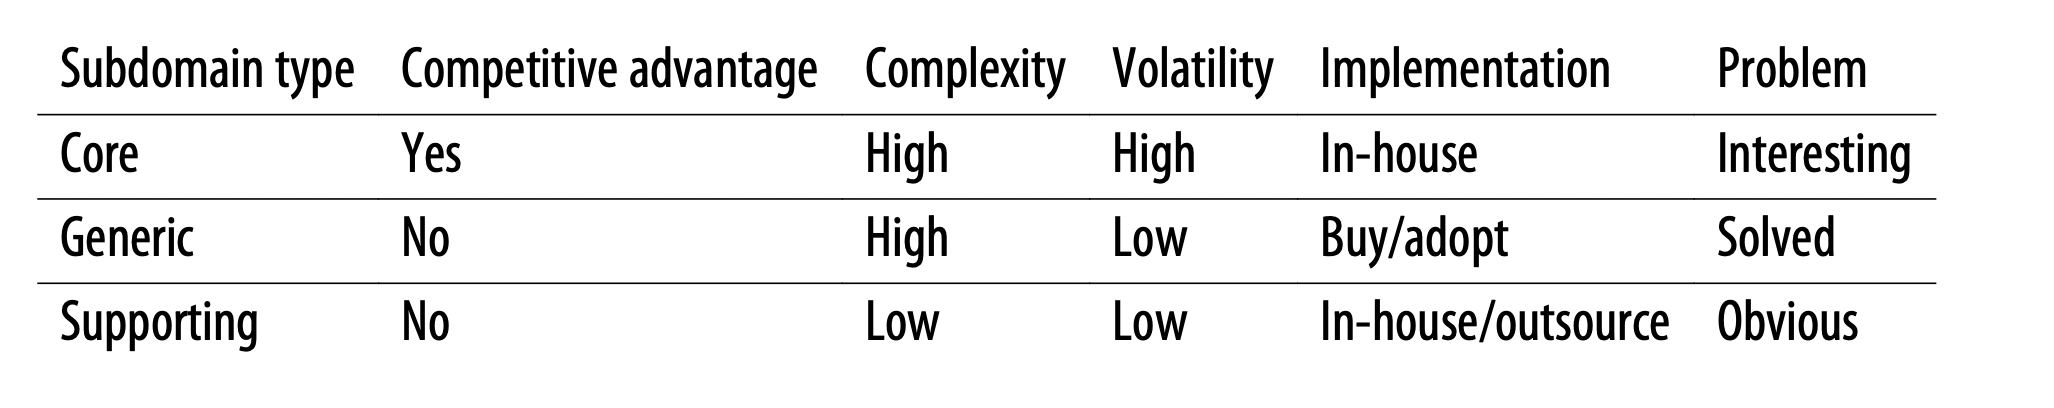 Subdomain type Competitive advantage Complexity Volatility Implementation Problem
Core Yes High High In-house Interesting
Generic No High Low Buy/adopt Solved
Supporting No Low Low In-house/outsource Obvious